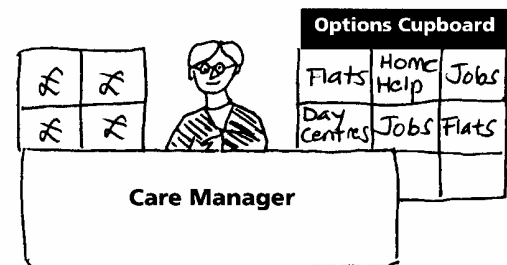 Options Cupboard
£ £
£ £
Flats Home Help Jobs
Day Centres Jobs Flats
Care Manager